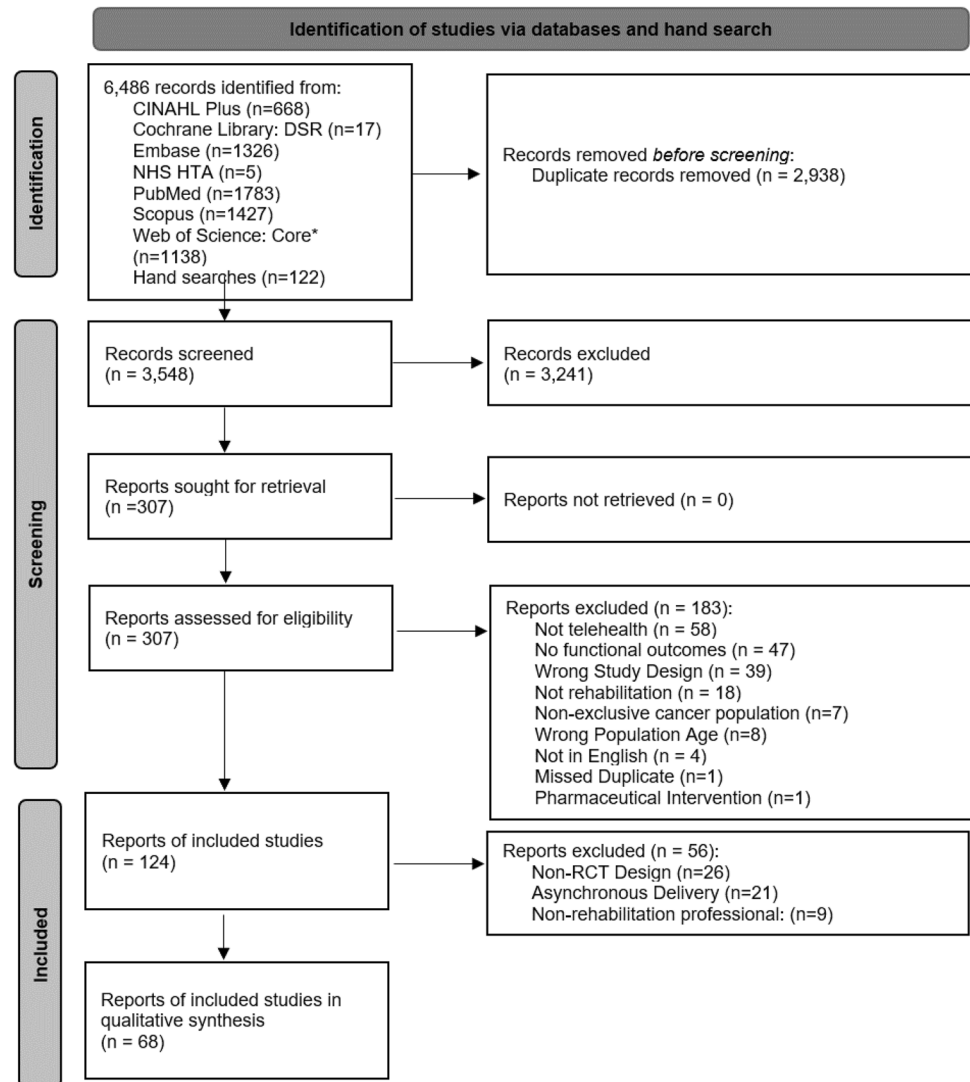 Identification of studies via databases and hand search
Identification
6,486 records identified from:
CINAHL Plus (n=668)
Cochrane Library: DSR (n=17)
Embase (n=1326)
NHS HTA (n=5)
PubMed (n=1783)
Scopus (n=1427)
Web of Science: Core*
(n=1138)
Hand searches (n=122)
Records removed before screening:
Duplicate records removed (n = 2,938)
Screening
Records screened
(n = 3,548)
Records excluded
(n = 3,241)
Reports sought for retrieval
(n =307)
Reports not retrieved (n = 0)
Reports assessed for eligibility
(n = 307)
Reports excluded (n = 183):
Not telehealth (n = 58)
No functional outcomes (n = 47)
Wrong Study Design (n = 39)
Not rehabilitation (n = 18)
Non-exclusive cancer population (n=7)
Wrong Population Age (n=8)
Not in English (n = 4)
Missed Duplicate (n=1)
Pharmaceutical Intervention (n=1)
Included
Reports of included studies
(n = 124)
Reports excluded (n = 56):
Non-RCT Design (n=26)
Asynchronous Delivery (n=21)
Non-rehabilitation professional: (n=9)
Reports of included studies in
qualitative synthesis
(n = 68)